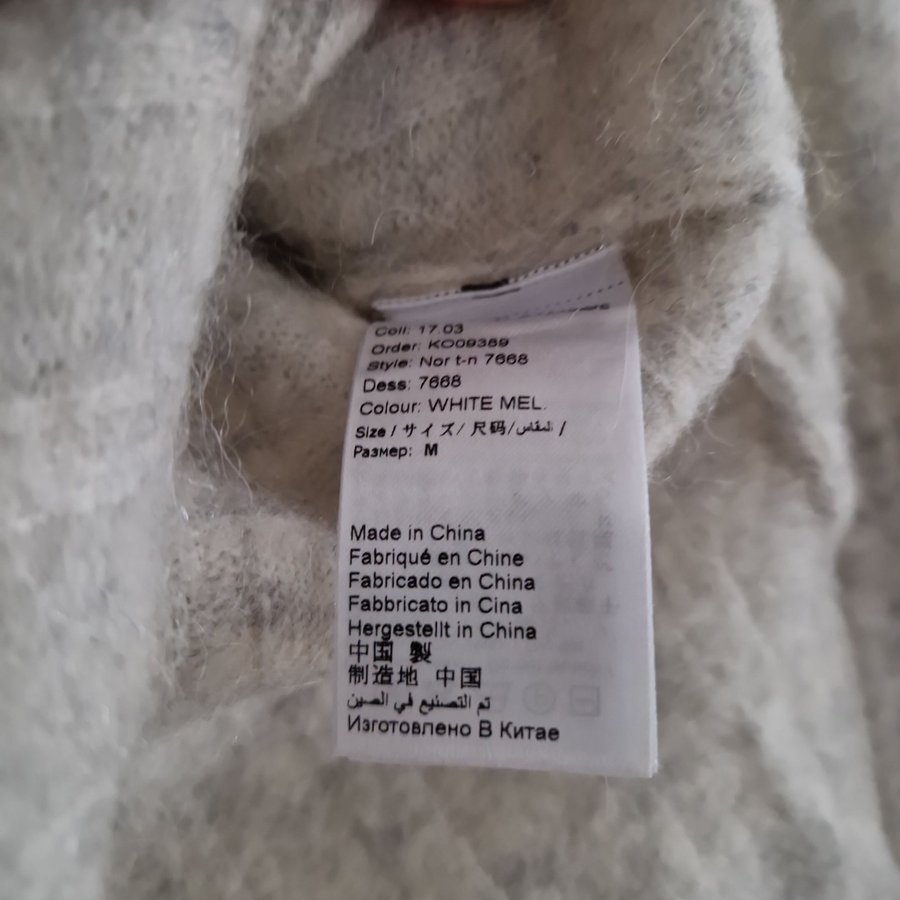 Coll: 17.03
Order: KO09389
Style: Nor t-n 7668
Dess: 7668
Colour: WHITE MEL.
Size / サイズ/ 尺码/المقاس /
Размер: M
Made in China
Fabriqué en Chine
Fabricado en China
Fabbricato in Cina
Hergestellt in China
中国 製
制造地 中国
تم التصنيع في الصين
Изготовлено В Китае